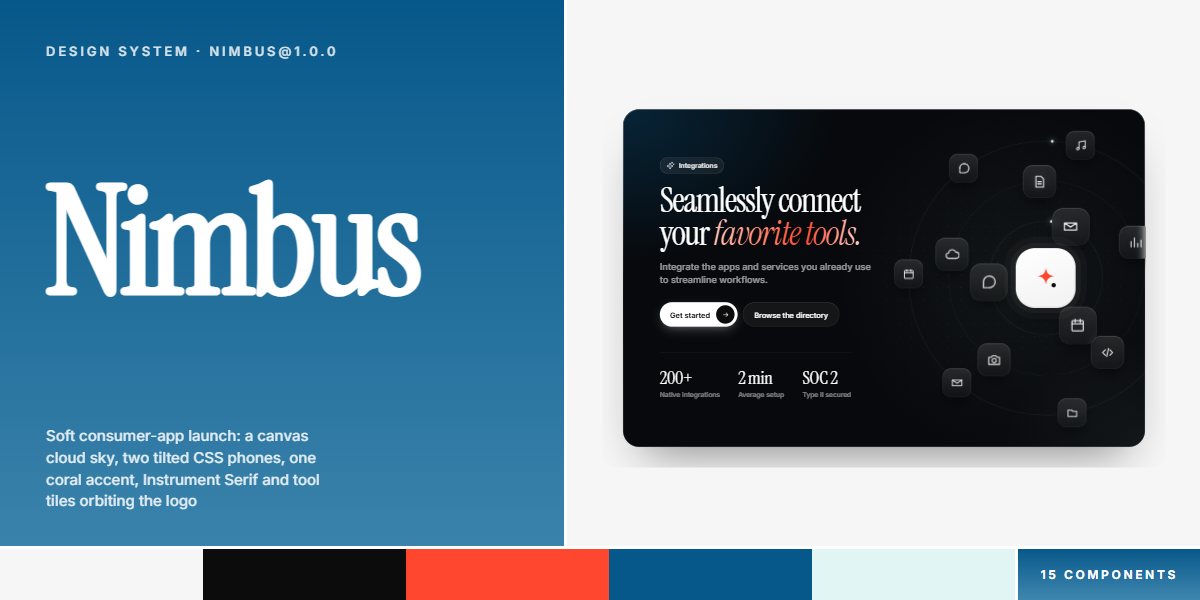 DESIGN SYSTEM · NIMBUS@1.0.0
Nimbus
Soft consumer-app launch: a canvas
cloud sky, two tilted CSS phones, one
coral accent, Instrument Serif and tool
tiles orbiting the logo
Integrations
Seamlessly connect
your favorite tools.
Integrate the apps and services you already use
to streamline workflows.
Get started
Browse the directory
200+
Native integrations
2 min
Average setup
SOC 2
Type II secured
15 COMPONENTS